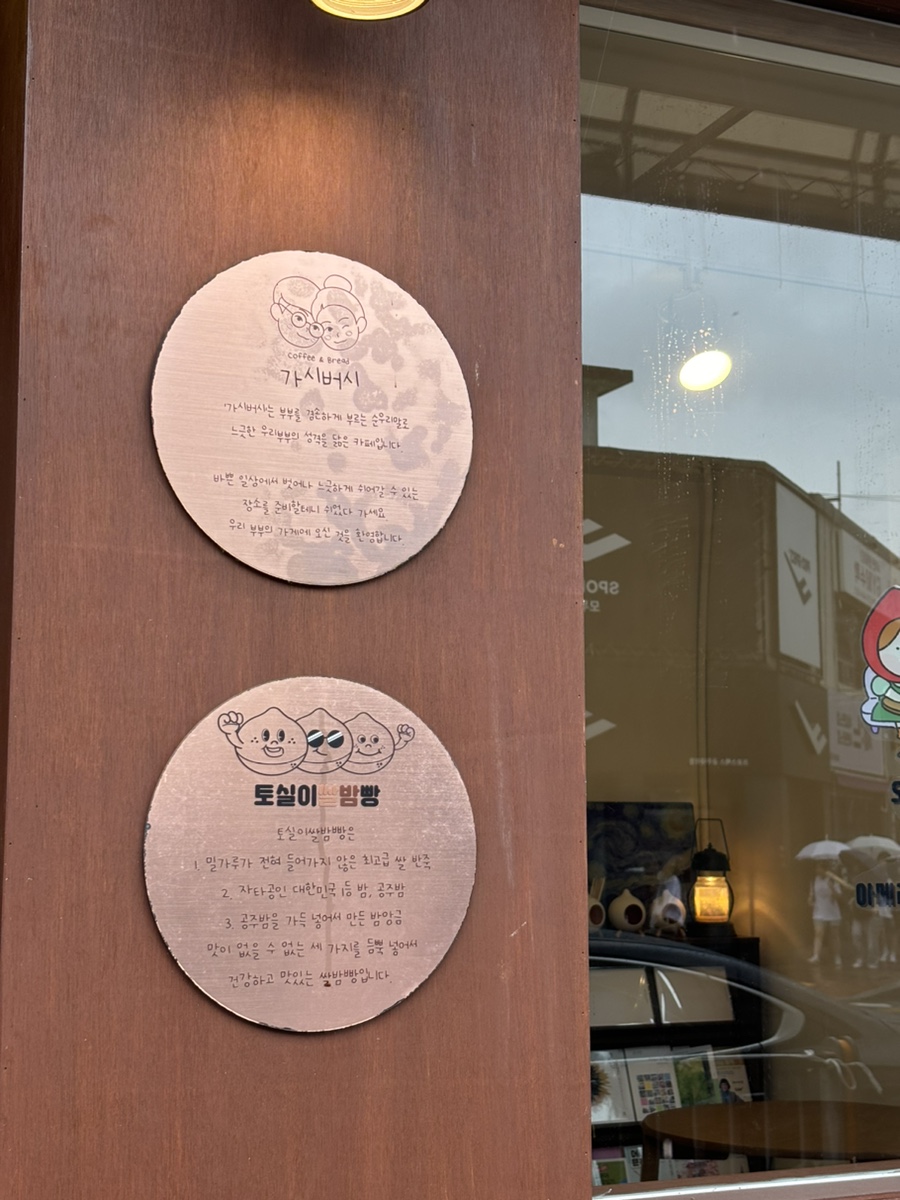 Coffee & Bread
가시버시
'가시버시'는 부부를 겸손하게 부르는 순우리말로
느긋한 우리부부의 성격을 닮은 카페입니다.
바쁜 일상에서 벗어나 느긋하게 쉬어갈 수 있는
장소를 준비할테니 쉬었다 가세요
우리 부부의 가게에 오신 것을 환영합니다.
토실이쌀밤빵
토실이쌀밤빵은
1. 밀가루가 전혀 들어가지 않은 최고급 쌀 반죽
2. 자타공인 대한민국 1등 밤, 공주밤
3. 공주밤을 가득 넣어서 만든 밤앙금
맛이 없을 수 없는 세 가지를 듬뿍 넣어서
건강하고 맛있는 쌀밤빵입니다.